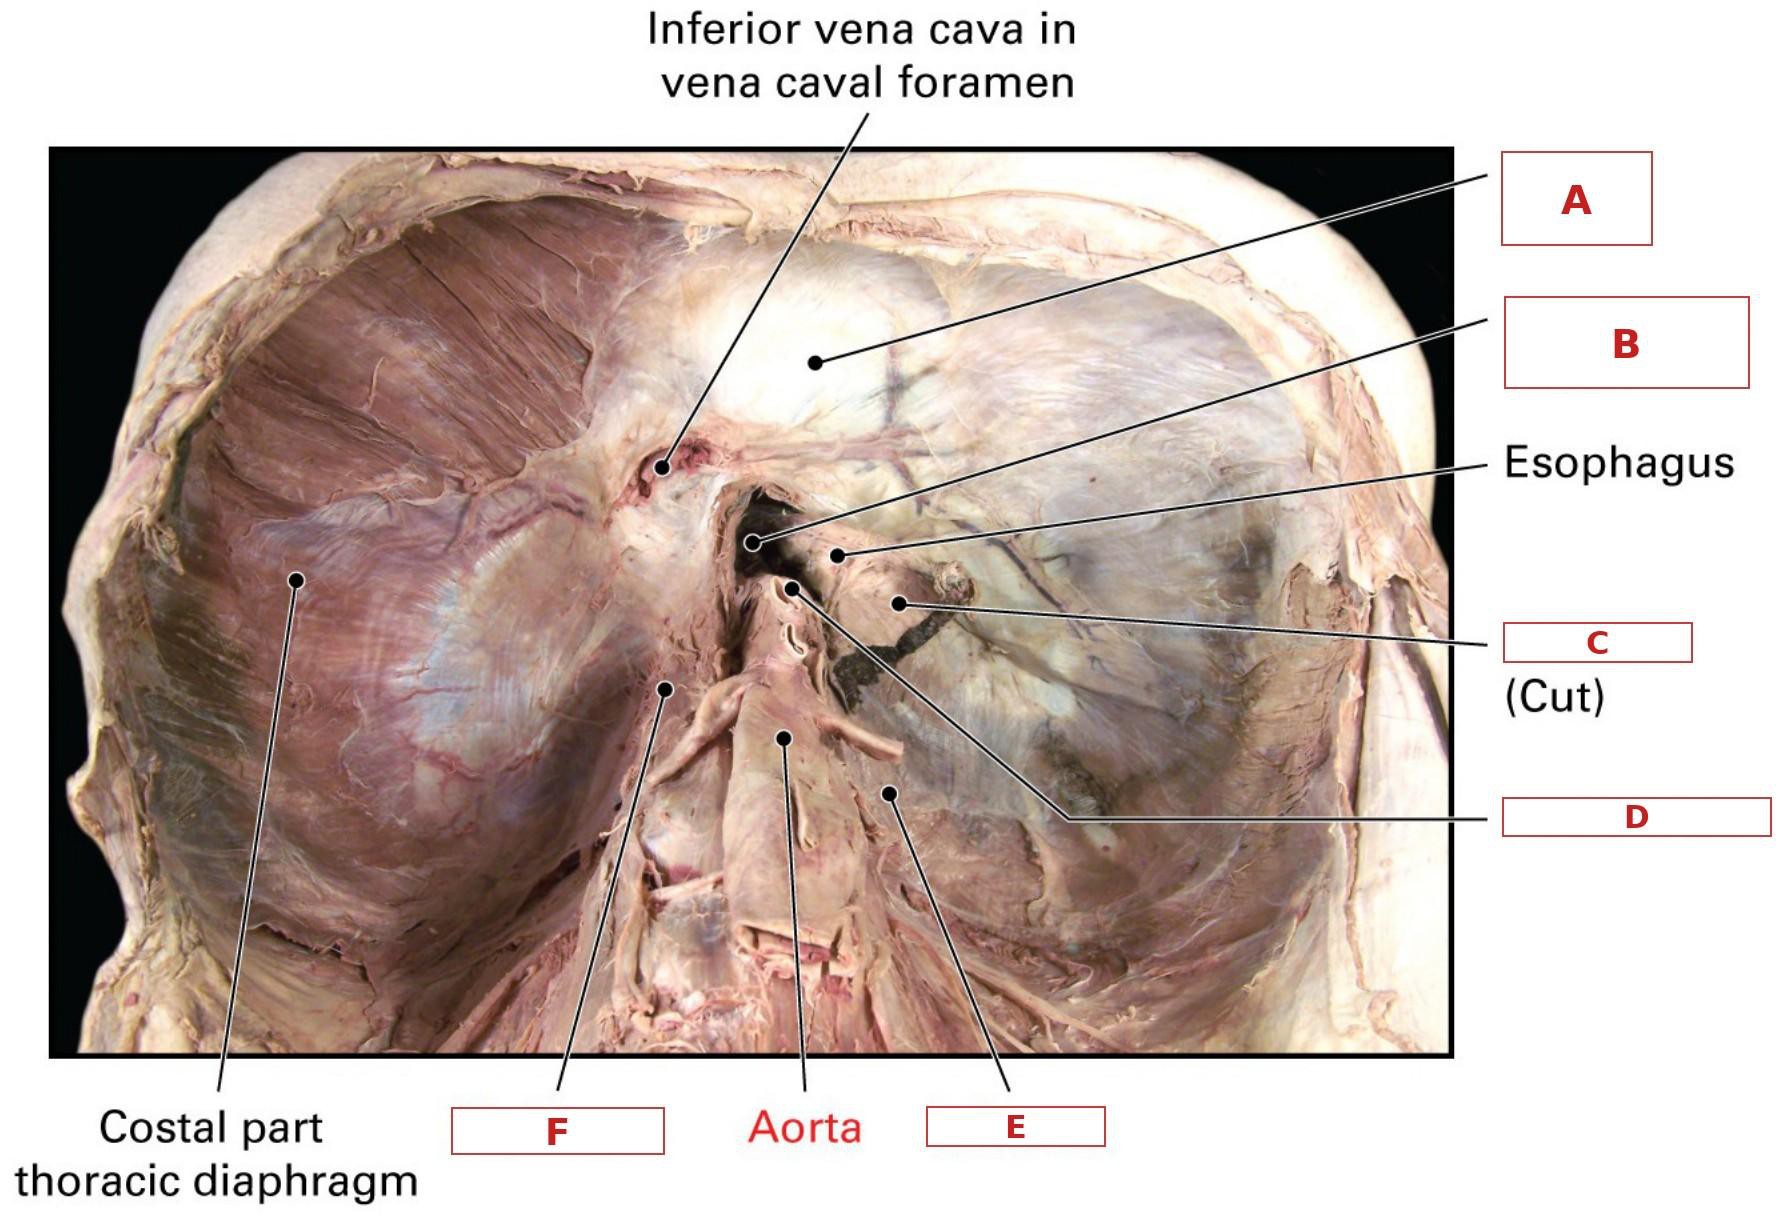 Inferior vena cava in
vena caval foramen
A
B
Esophagus
C
(Cut)
D
Costal part
thoracic diaphragm
F
Aorta
E